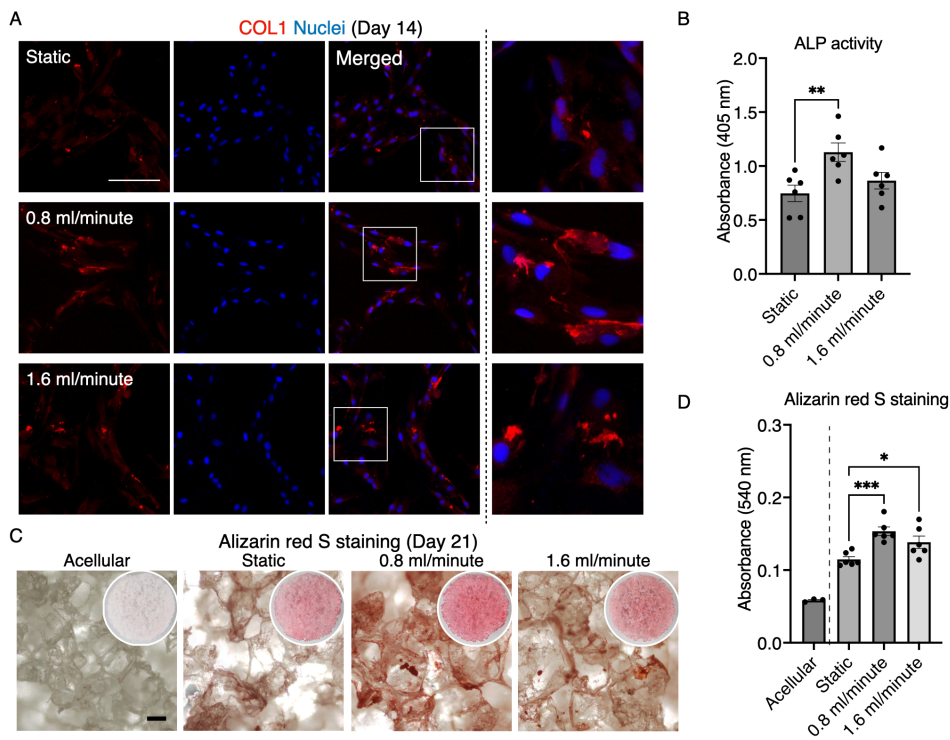 A
COL1 Nuclei (Day 14)
Static
Merged
0.8 ml/minute
1.6 ml/minute
B
ALP activity
Absorbance (405 nm)
2.0
1.5
1.0
0.5
0.0
**
Static
0.8 ml/minute
1.6 ml/minute
C
Alizarin red S staining (Day 21)
Acellular
Static
0.8 ml/minute
1.6 ml/minute
D
Alizarin red S staining
Absorbance (540 nm)
0.3
0.2
0.1
0.0
*
***
Acellular
Static
0.8 ml/minute
1.6 ml/minute